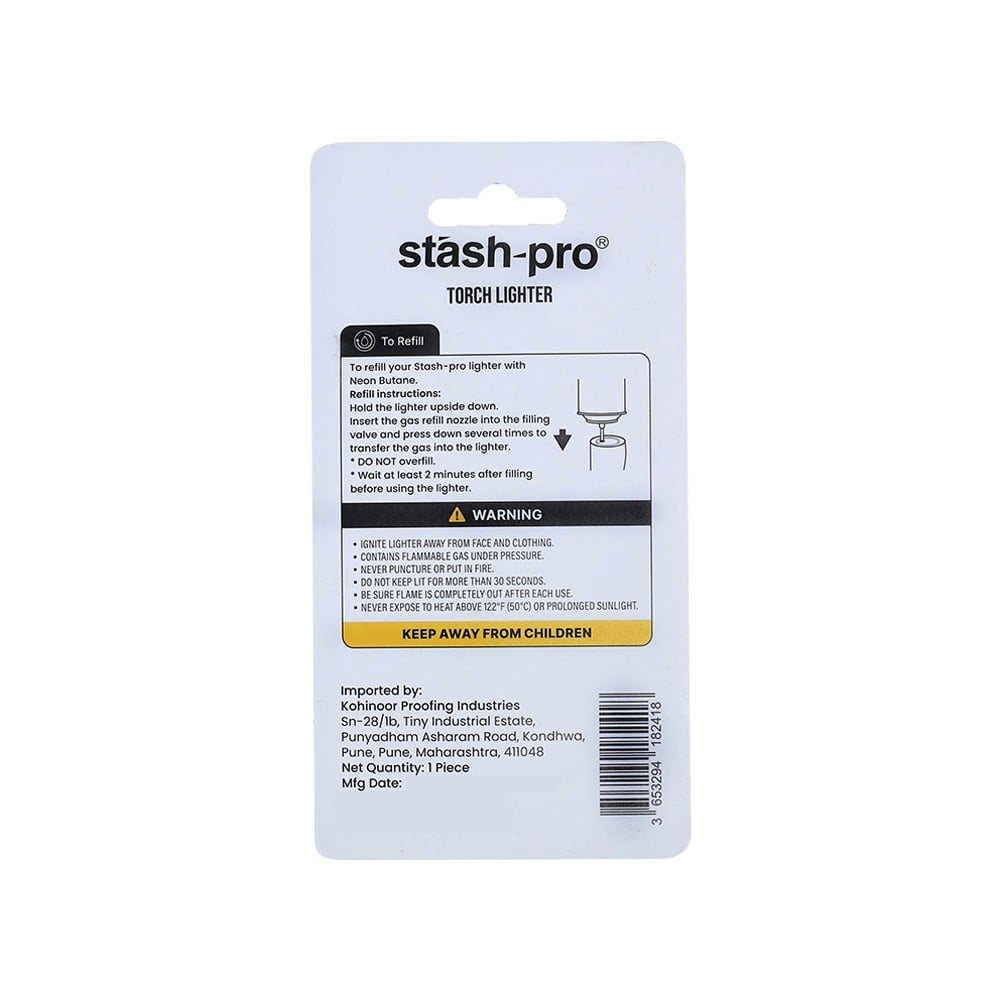 stash-pro®
TORCH LIGHTER
To Refill
To refill your Stash-pro lighter with
Neon Butane.
Refill instructions:
Hold the lighter upside down.
Insert the gas refill nozzle into the filling
valve and press down several times to
transfer the gas into the lighter.
* DO NOT overfill.
* Wait at least 2 minutes after filling
before using the lighter.
WARNING
• IGNITE LIGHTER AWAY FROM FACE AND CLOTHING.
• CONTAINS FLAMMABLE GAS UNDER PRESSURE.
• NEVER PUNCTURE OR PUT IN FIRE.
• DO NOT KEEP LIT FOR MORE THAN 30 SECONDS.
• BE SURE FLAME IS COMPLETELY OUT AFTER EACH USE.
• NEVER EXPOSE TO HEAT ABOVE 122°F (50°C) OR PROLONGED SUNLIGHT.
KEEP AWAY FROM CHILDREN
Imported by:
Kohinoor Proofing Industries
Sn-28/1b, Tiny Industrial Estate,
Punyadham Asharam Road, Kondhwa,
Pune, Pune, Maharashtra, 411048
Net Quantity: 1 Piece
Mfg Date:
3 653294 182418